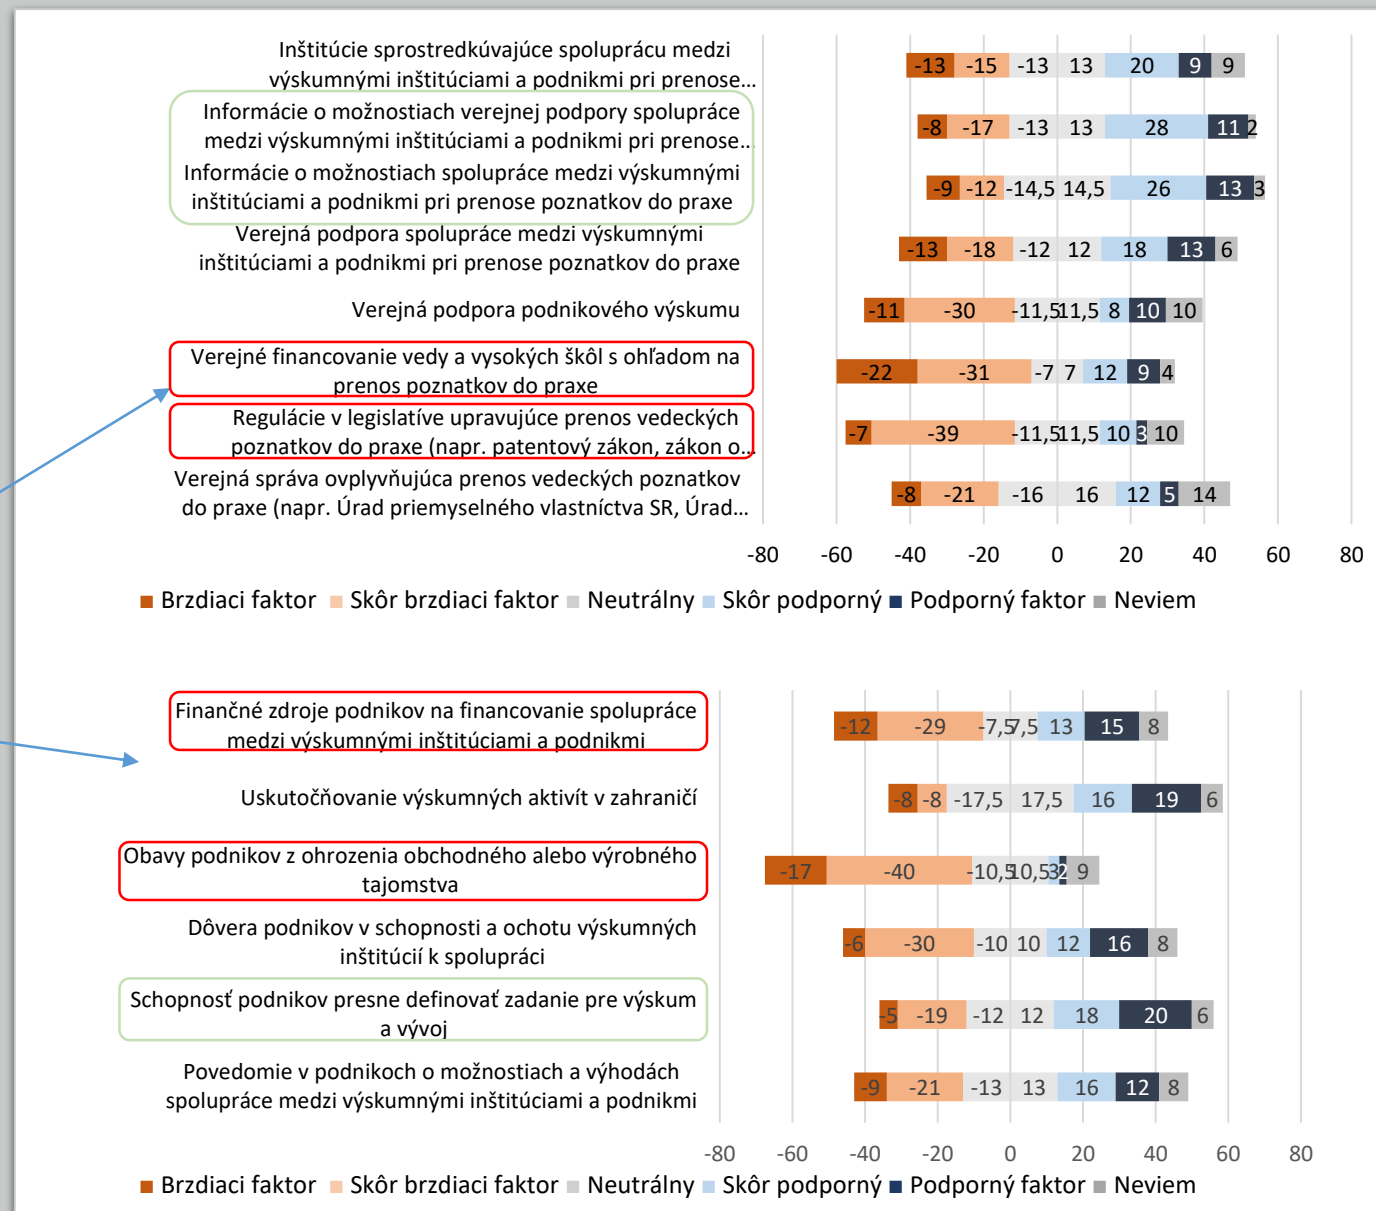 Inštitúcie sprostredkúvajúce spoluprácu medzi
výskumnými inštitúciami a podnikmi pri prenose...
-13 -15 -13 13 20 9 9
Informácie o možnostiach verejnej podpory spolupráce
medzi výskumnými inštitúciami a podnikmi pri prenose...
-8 -17 -13 13 28 11 2
Informácie o možnostiach spolupráce medzi výskumnými
inštitúciami a podnikmi pri prenose poznatkov do praxe
-9 -12 -14,5 14,5 26 13 3
Verejná podpora spolupráce medzi výskumnými
inštitúciami a podnikmi pri prenose poznatkov do praxe
-13 -18 -12 12 18 13 6
Verejná podpora podnikového výskumu
-11 -30 -11,5 11,5 8 10 10
Verejné financovanie vedy a vysokých škôl s ohľadom na
prenos poznatkov do praxe
-22 -31 -7 7 12 9 4
Regulácie v legislatíve upravujúce prenos vedeckých
poznatkov do praxe (napr. patentový zákon, zákon o...
-7 -39 -11,5 11,5 10 3 10
Verejná správa ovplyvňujúca prenos vedeckých poznatkov
do praxe (napr. Úrad priemyselného vlastníctva SR, Úrad...
-8 -21 -16 16 12 5 14
-80 -60 -40 -20 0 20 40 60 80
Brzdiaci faktor Skôr brzdiaci faktor Neutrálny Skôr podporný Podporný faktor Neviem
Finančné zdroje podnikov na financovanie spolupráce
medzi výskumnými inštitúciami a podnikmi
-12 -29 -7,5 7,5 13 15 8
Uskutočňovanie výskumných aktivít v zahraničí
-8 -8 -17,5 17,5 16 19 6
Obavy podnikov z ohrozenia obchodného alebo výrobného
tajomstva
-17 -40 -10,5 10,5 3 2 9
Dôvera podnikov v schopnosti a ochotu výskumných
inštitúcií k spolupráci
-6 -30 -10 10 12 16 8
Schopnosť podnikov presne definovať zadanie pre výskum
a vývoj
-5 -19 -12 12 18 20 6
Povedomie v podnikoch o možnostiach a výhodách
spolupráce medzi výskumnými inštitúciami a podnikmi
-9 -21 -13 13 16 12 8
-80 -60 -40 -20 0 20 40 60 80
Brzdiaci faktor Skôr brzdiaci faktor Neutrálny Skôr podporný Podporný faktor Neviem